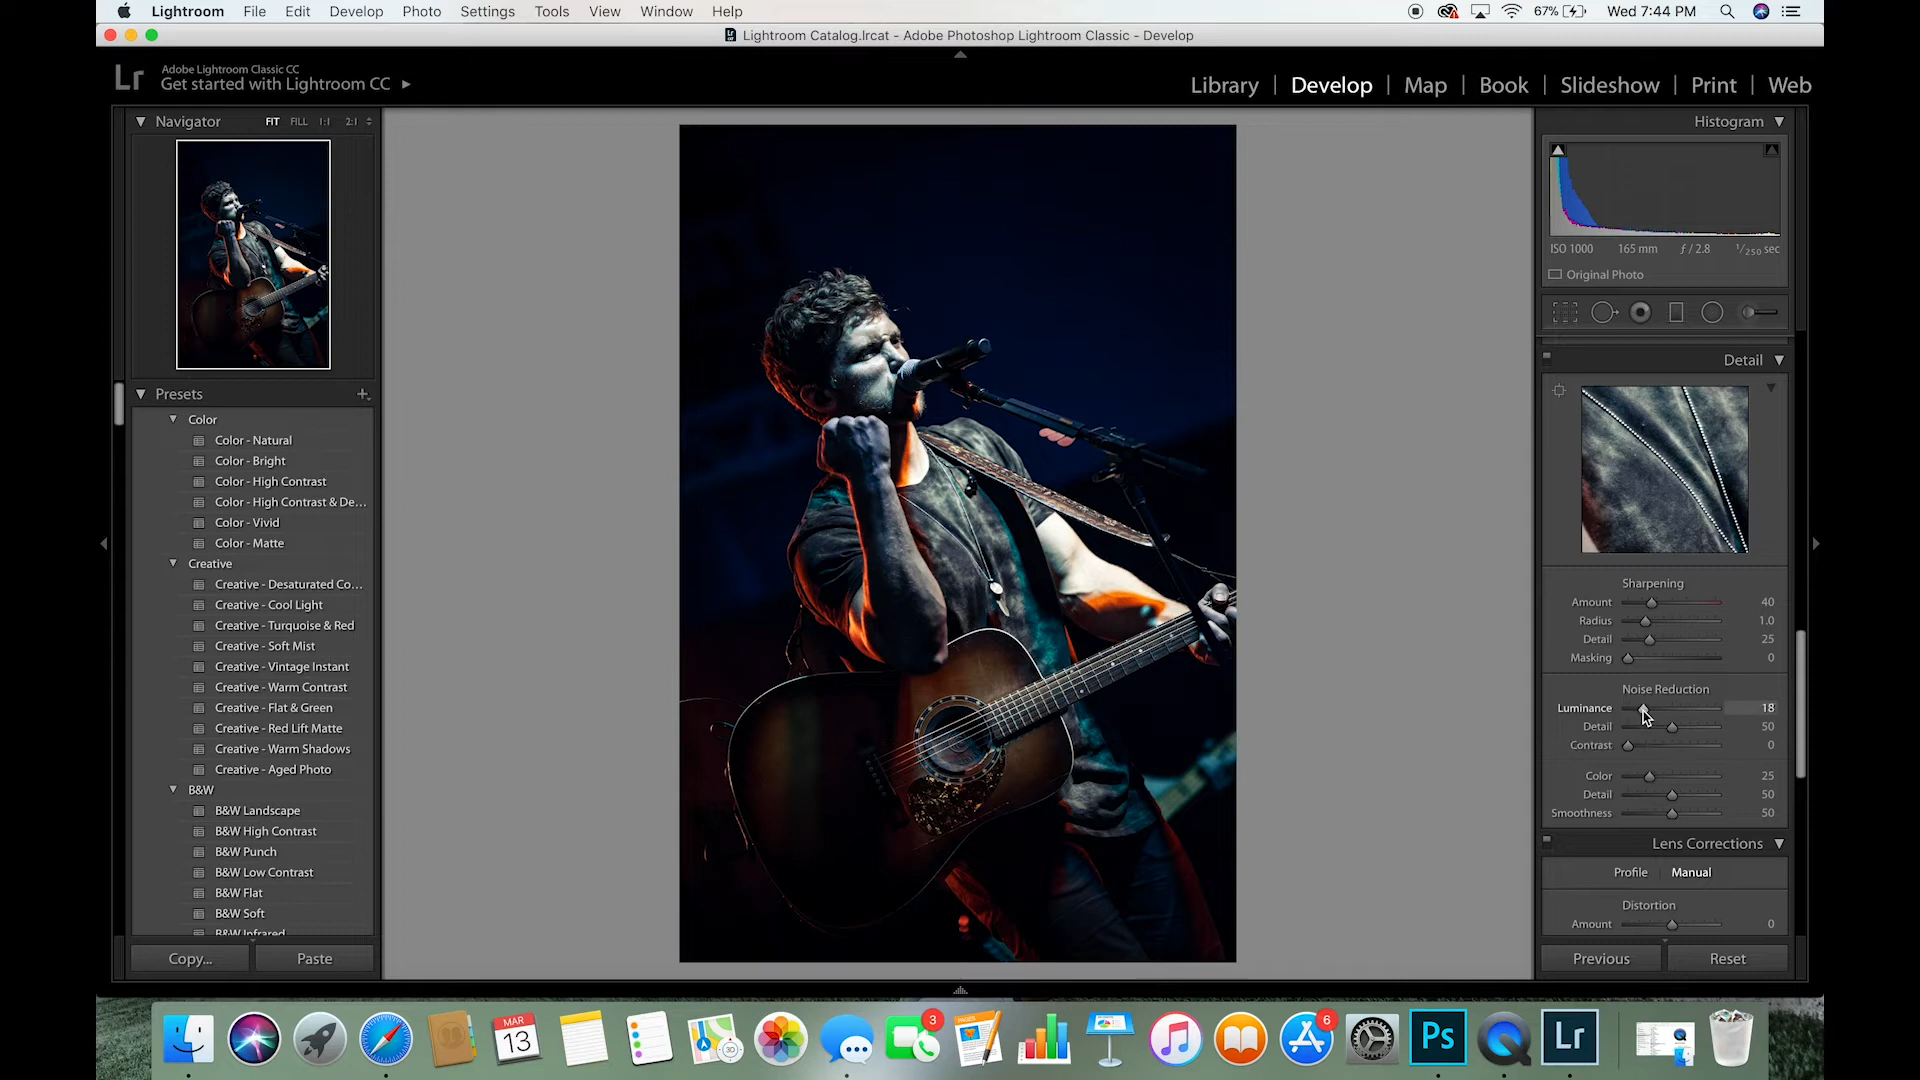 Lightroom File Edit Develop Photo Settings Tools View Window Help 67% Wed 7:44 PM
Lightroom Catalog.lrcat - Adobe Photoshop Lightroom Classic - Develop
Lr
Adobe Lightroom Classic CC
Get started with Lightroom CC
Library | Develop | Map | Book | Slideshow | Print | Web
Navigator FIT FILL 1:1 2:1
Presets
Color
Color - Natural
Color - Bright
Color - High Contrast
Color - High Contrast & De...
Color - Vivid
Color - Matte
Creative
Creative - Desaturated Co...
Creative - Cool Light
Creative - Turquoise & Red
Creative - Soft Mist
Creative - Vintage Instant
Creative - Warm Contrast
Creative - Flat & Green
Creative - Red Lift Matte
Creative - Warm Shadows
Creative - Aged Photo
B&W
B&W Landscape
B&W High Contrast
B&W Punch
B&W Low Contrast
B&W Flat
B&W Soft
B&W Infrared
Copy... Paste
Histogram
ISO 1000 165 mm f / 2.8 1/250 sec
Original Photo
Detail
Sharpening
Amount 40
Radius 1.0
Detail 25
Masking 0
Noise Reduction
Luminance 18
Detail 50
Contrast 0
Color 25
Detail 50
Smoothness 50
Lens Corrections
Profile Manual
Distortion
Amount 0
Previous Reset
MAR
13
3D
3
PAGES
6
Ps
Lr